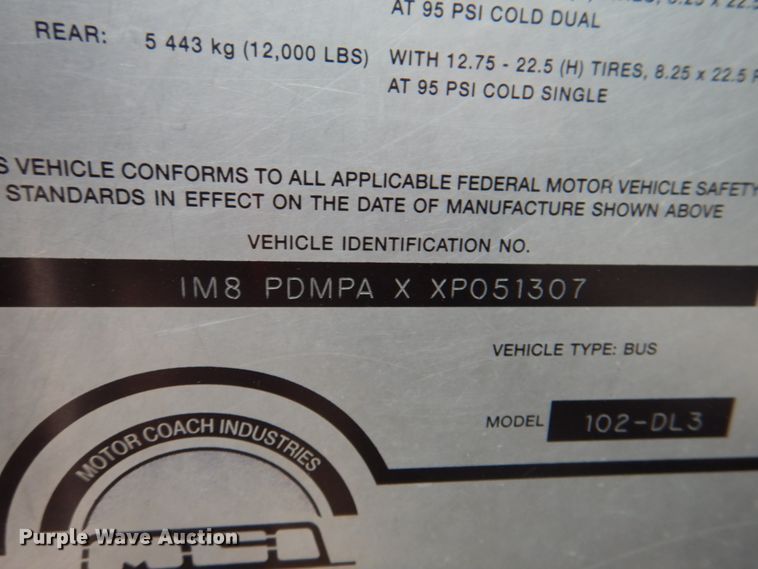 AT 95 PSI COLD DUAL
REAR: 5 443 kg (12,000 LBS) WITH 12.75 - 22.5 (H) TIRES, 8.25 x 22.5
AT 95 PSI COLD SINGLE
VEHICLE CONFORMS TO ALL APPLICABLE FEDERAL MOTOR VEHICLE SAFETY
STANDARDS IN EFFECT ON THE DATE OF MANUFACTURE SHOWN ABOVE
VEHICLE IDENTIFICATION NO.
1M8 PDMPA X XP051307
VEHICLE TYPE: BUS
MODEL 102-DL3
MOTOR COACH INDUSTRIES
MCI
Purple Wave Auction